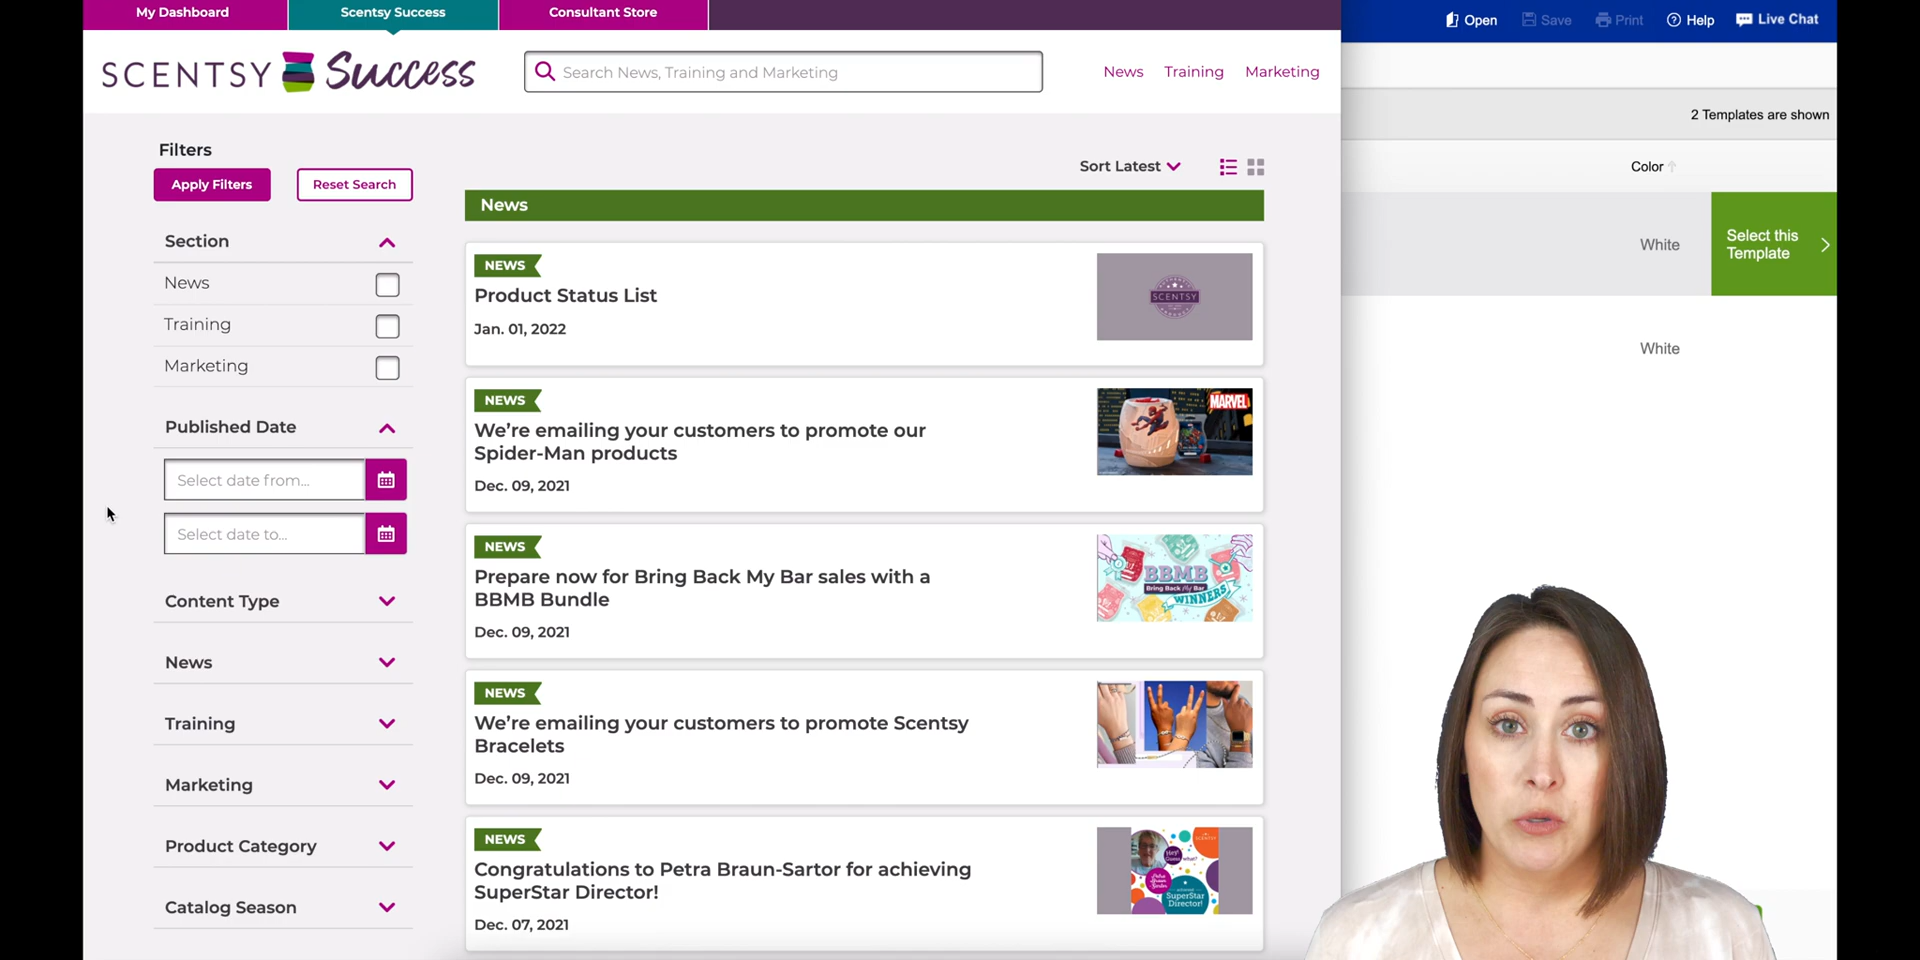 My Dashboard
Scentsy Success
Consultant Store
Open
Save
Print
Help
Live Chat
SCENTSY Success
Search News, Training and Marketing
News
Training
Marketing
2 Templates are shown
Filters
Apply Filters
Reset Search
Sort Latest
Color
News
Section
News
Training
Marketing
NEWS
Product Status List
Jan. 01, 2022
SCENTSY
White
Select this
Template
White
Published Date
Select date from...
Select date to...
NEWS
We're emailing your customers to promote our
Spider-Man products
Dec. 09, 2021
MARVEL
NEWS
Prepare now for Bring Back My Bar sales with a
BBMB Bundle
Dec. 09, 2021
BBMB
Bring Back My Bar
WINNERS
Content Type
News
Training
Marketing
Product Category
Catalog Season
NEWS
We're emailing your customers to promote Scentsy
Bracelets
Dec. 09, 2021
NEWS
Congratulations to Petra Braun-Sartor for achieving
SuperStar Director!
Dec. 07, 2021
SuperStar
Director!